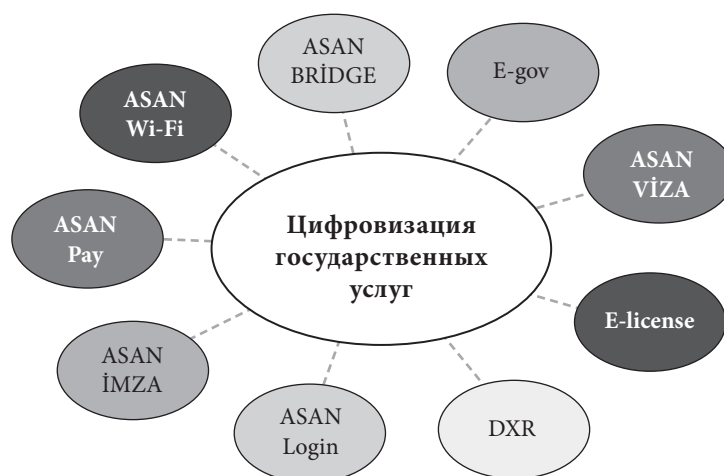 ASAN
BRİDGE
E-gov
ASAN
Wi-Fi
ASAN
VİZA
ASAN
Pay
Цифровизация
государственных
услуг
E-license
ASAN
İMZA
ASAN
Login
DXR